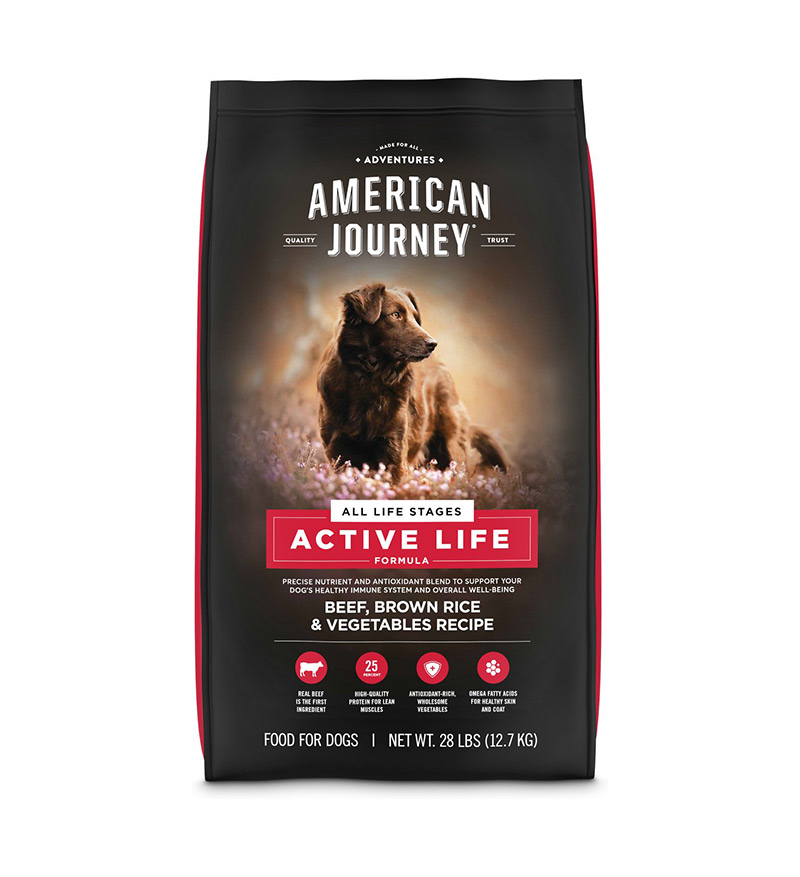 - MADE FOR ALL -
ADVENTURES
AMERICAN
QUALITY JOURNEY® TRUST
ALL LIFE STAGES
ACTIVE LIFE
FORMULA
PRECISE NUTRIENT AND ANTIOXIDANT BLEND TO SUPPORT YOUR
DOG'S HEALTHY IMMUNE SYSTEM AND OVERALL WELL-BEING
BEEF, BROWN RICE
& VEGETABLES RECIPE
25
PERCENT
REAL BEEF
IS THE FIRST
INGREDIENT
HIGH-QUALITY
PROTEIN FOR LEAN
MUSCLES
ANTIOXIDANT-RICH,
WHOLESOME
VEGETABLES
OMEGA FATTY ACIDS
FOR HEALTHY SKIN
AND COAT
FOOD FOR DOGS | NET WT. 28 LBS (12.7 KG)